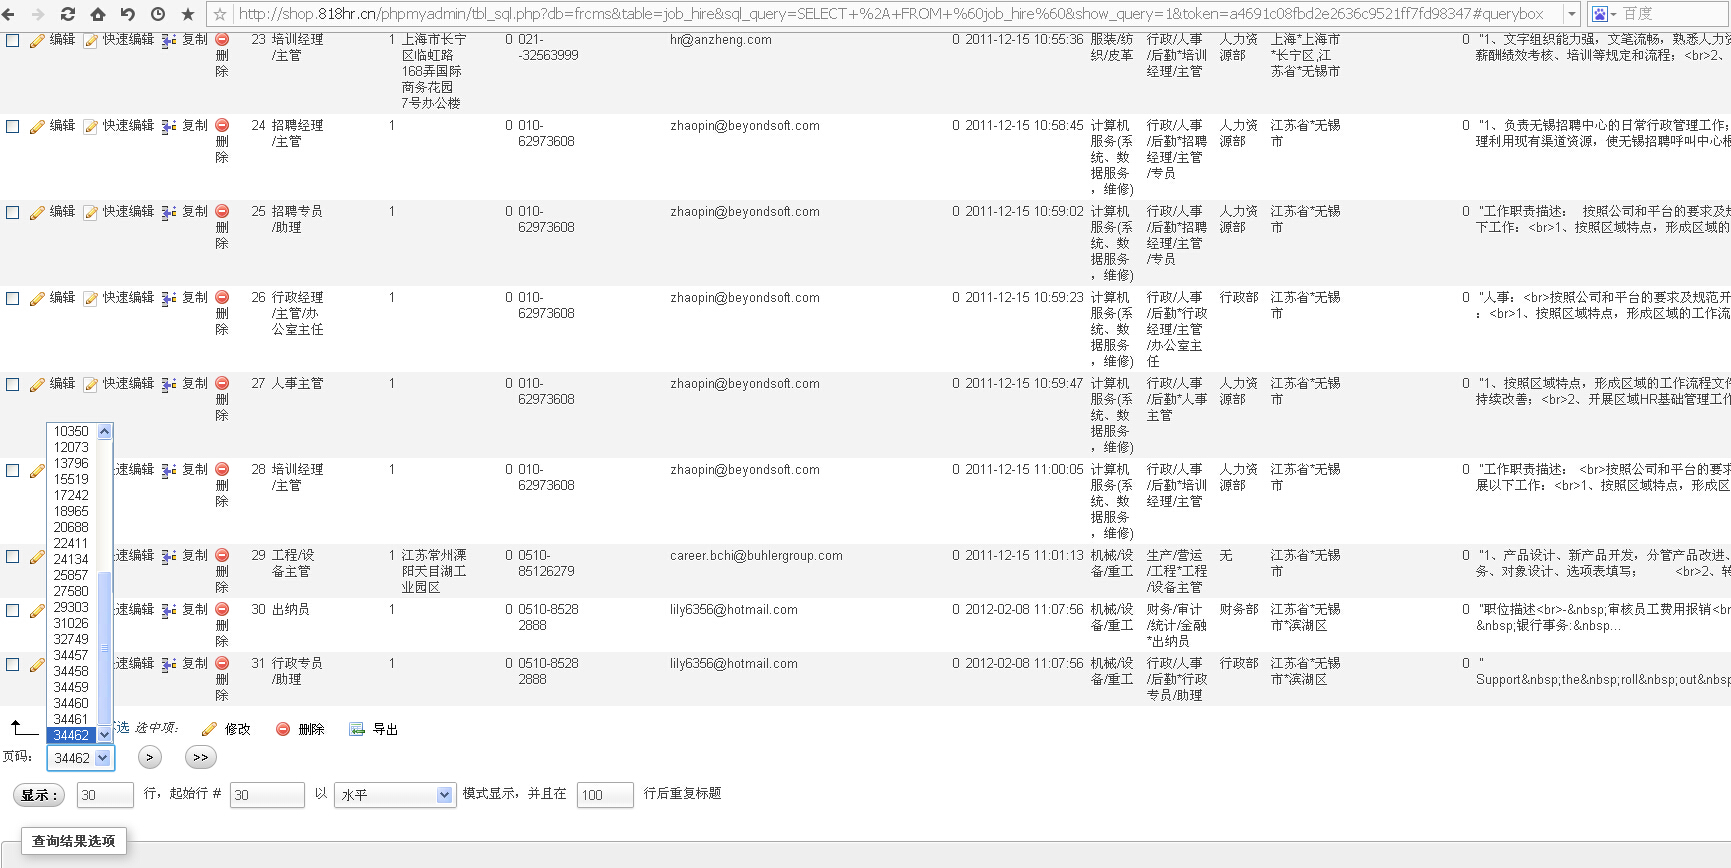 http://shop.818hr.cn/phpmyadmin/tbl_sql.php?db=frcms&table=job_hire&sql_query=SELECT+%2A+FROM+%60job_hire%60&show_query=1&token=a4691c08fbd2e2636c9521ff7fd98347#querybox 百度
编辑 快速编辑 复制 删除 23 培训经理/主管 1 上海市长宁区临虹路168弄国际商务花园7号办公楼 0 021--32563999 hr@anzheng.com 0 2011-12-15 10:55:36 服装/纺织/皮革 行政/人事/后勤*培训经理/主管 人力资源部 上海*上海市*长宁区,江苏省*无锡市 0 "1、文字组织能力强，文笔流畅，熟悉人力资 薪酬绩效考核、培训等规定和流程；<br>2、
编辑 快速编辑 复制 删除 24 招聘经理/主管 1 0 010-62973608 zhaopin@beyondsoft.com 0 2011-12-15 10:58:45 计算机服务(系统、数据服务，维修) 行政/人事/后勤*招聘经理/主管/专员 人力资源部 江苏省*无锡市 0 "1、负责无锡招聘中心的日常行政管理工作； 理利用现有渠道资源，使无锡招聘呼叫中心根
编辑 快速编辑 复制 删除 25 招聘专员/助理 1 0 010-62973608 zhaopin@beyondsoft.com 0 2011-12-15 10:59:02 计算机服务(系统、数据服务，维修) 行政/人事/后勤*招聘经理/主管/专员 人力资源部 江苏省*无锡市 0 "工作职责描述： 按照公司和平台的要求及规 下工作：<br>1、按照区域特点，形成区域的
编辑 快速编辑 复制 删除 26 行政经理/主管/办公室主任 1 0 010-62973608 zhaopin@beyondsoft.com 0 2011-12-15 10:59:23 计算机服务(系统、数据服务，维修) 行政/人事/后勤*行政经理/主管/办公室主任 行政部 江苏省*无锡市 0 "人事：<br>按照公司和平台的要求及规范开 ：<br>1、按照区域特点，形成区域的工作流
编辑 快速编辑 复制 删除 27 人事主管 1 0 010-62973608 zhaopin@beyondsoft.com 0 2011-12-15 10:59:47 计算机服务(系统、数据服务，维修) 行政/人事/后勤*人事主管 人力资源部 江苏省*无锡市 0 "1、按照区域特点，形成区域的工作流程文件 持续改善；<br>2、开展区域HR基础管理工作
速编辑 复制 删除 28 培训经理/主管 1 0 010-62973608 zhaopin@beyondsoft.com 0 2011-12-15 11:00:05 计算机服务(系统、数据服务，维修) 行政/人事/后勤*培训经理/主管 人力资源部 江苏省*无锡市 0 "工作职责描述： <br>按照公司和平台的要求 展以下工作：<br>1、按照区域特点，形成区
速编辑 复制 删除 29 工程/设备主管 1 江苏常州溧阳天目湖工业园区 0 0510-85126279 career.bchi@buhlergroup.com 0 2011-12-15 11:01:13 机械/设备/重工 生产/营运/工程*工程/设备主管 无 江苏省*无锡市 0 "1、产品设计、新产品开发，分管产品改进、 务、对象设计、选项表填写； <br>2、转
速编辑 复制 删除 30 出纳员 1 0 0510-85282888 lily6356@hotmail.com 0 2012-02-08 11:07:56 机械/设备/重工 财务/审计/统计/金融*出纳员 财务部 江苏省*无锡市*滨湖区 0 "职位描述<br>-&nbsp;审核员工费用报销<br &nbsp;银行事务:&nbsp...
速编辑 复制 删除 31 行政专员/助理 1 0 0510-85282888 lily6356@hotmail.com 0 2012-02-08 11:07:56 机械/设备/重工 行政/人事/后勤*行政专员/助理 行政部 江苏省*无锡市*滨湖区 0 " Support&nbsp;the&nbsp;roll&nbsp;out&nbsp
10350
12073
13796
15519
17242
18965
20688
22411
24134
25857
27580
29303
31026
32749
34457
34458
34459
34460
34461
34462
选 选中项： 修改 删除 导出
页码： 34462 > >>
显示： 30 行，起始行 # 30 以 水平 模式显示，并且在 100 行后重复标题
查询结果选项